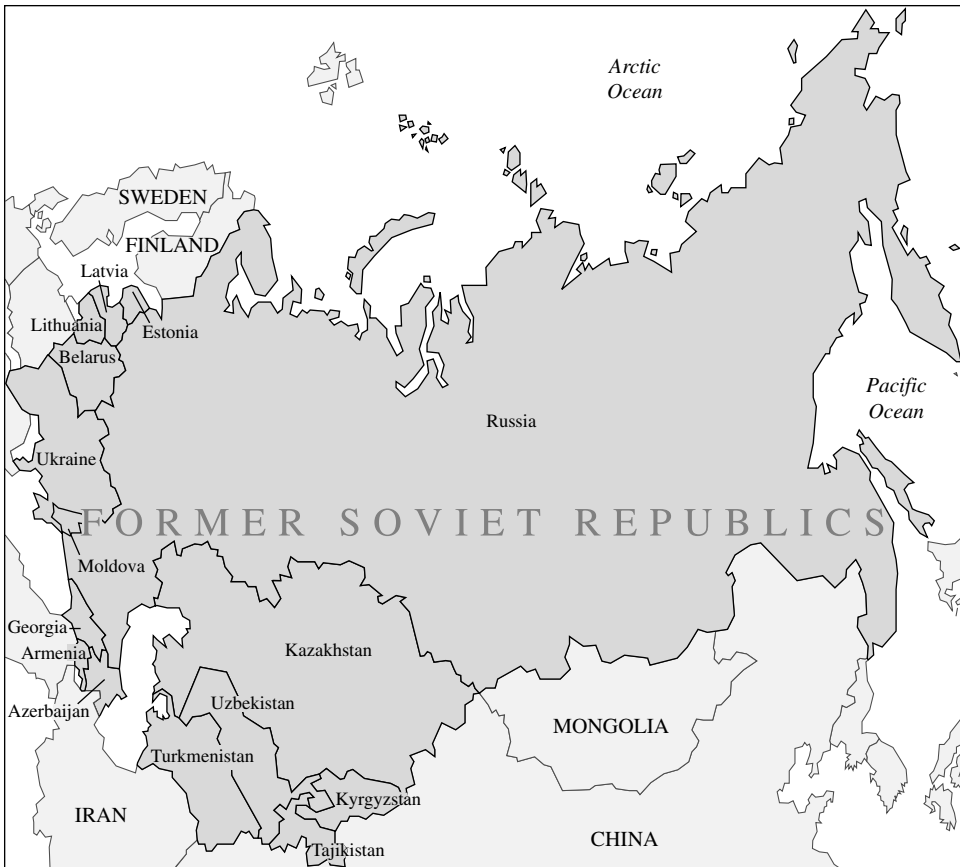 Arctic
Ocean
SWEDEN
FINLAND
Latvia
Lithuania
Estonia
Belarus
Pacific
Ocean
Russia
Ukraine
FORMER SOVIET REPUBLICS
Moldova
Georgia
Armenia
Kazakhstan
Azerbaijan
Uzbekistan
MONGOLIA
Turkmenistan
Kyrgyzstan
IRAN
CHINA
Tajikistan